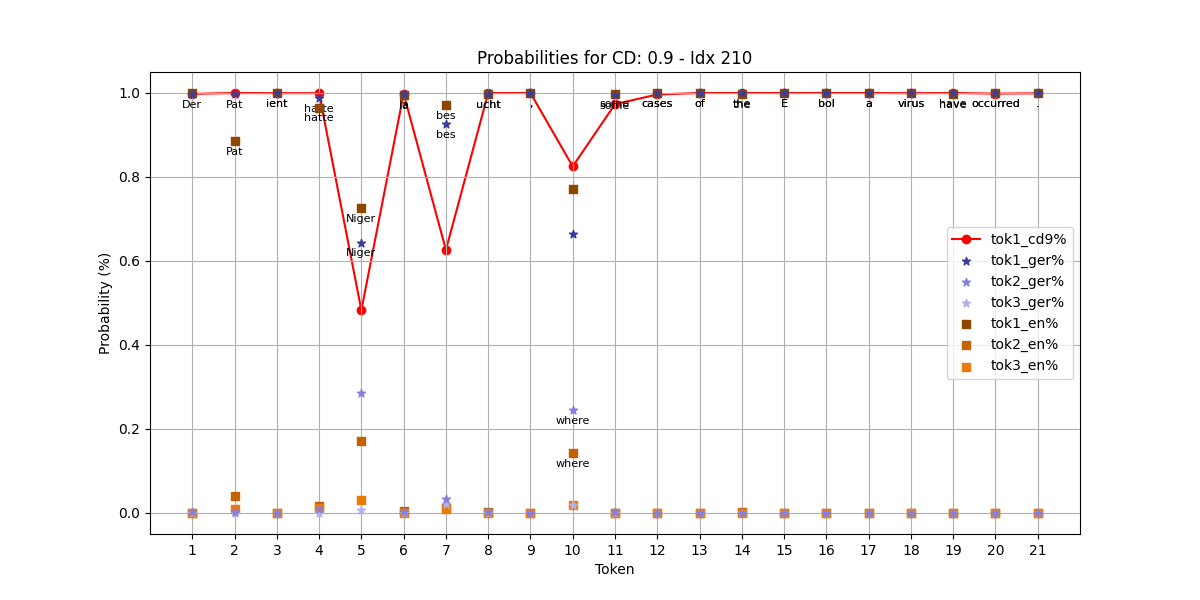 Probabilities for CD: 0.9 - Idx 210
Probability (%)
1.0
0.8
0.6
0.4
0.2
0.0
Der Pat ient hatte la ucht , some cases of the E bol a virus have occurred .
hatte
Pat
bes
bes
Niger
Niger
where
where
tok1_cd9%
tok1_ger%
tok2_ger%
tok3_ger%
tok1_en%
tok2_en%
tok3_en%
1 2 3 4 5 6 7 8 9 10 11 12 13 14 15 16 17 18 19 20 21
Token